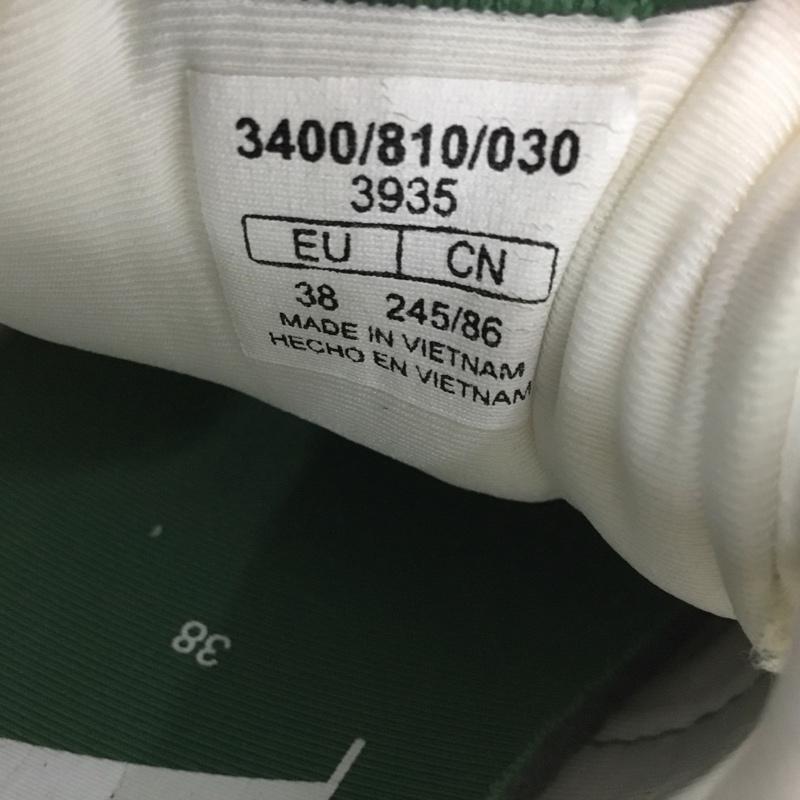 3400/810/030
3935
EU CN
38 245/86
MADE IN VIETNAM
HECHO EN VIETNAM
38